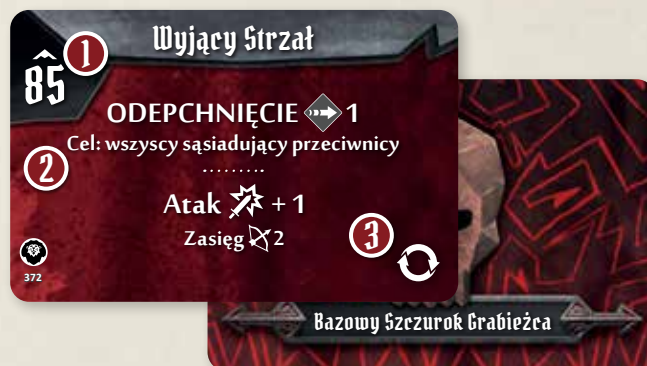 Wyjący Strzał
85
1
ODEPCHNIĘCIE 1
Cel: wszyscy sąsiadujący przeciwnicy
.........
2
Atak + 1
Zasięg 2
3
372
Bazowy Szczurok Grabieżca